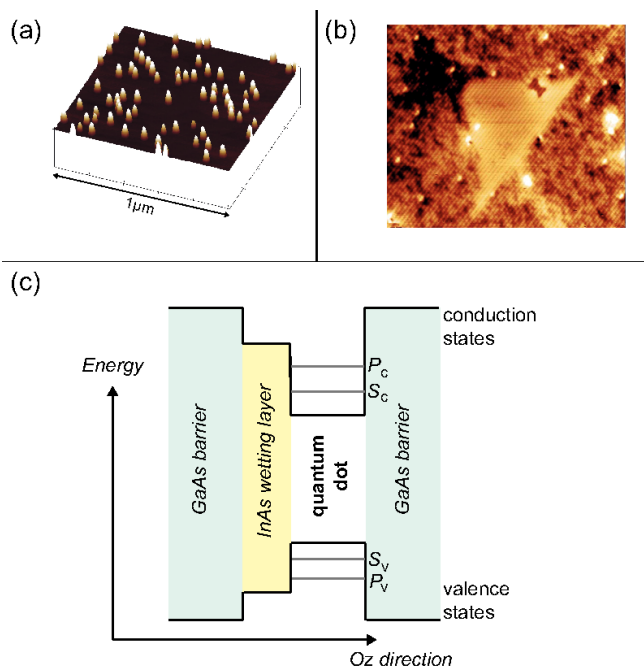 (a)
(b)
1μm
(c)
conduction
states
Energy
P_c
S_c
GaAs barrier
InAs wetting layer
quantum
dot
GaAs barrier
S_v
P_v
valence
states
Oz direction